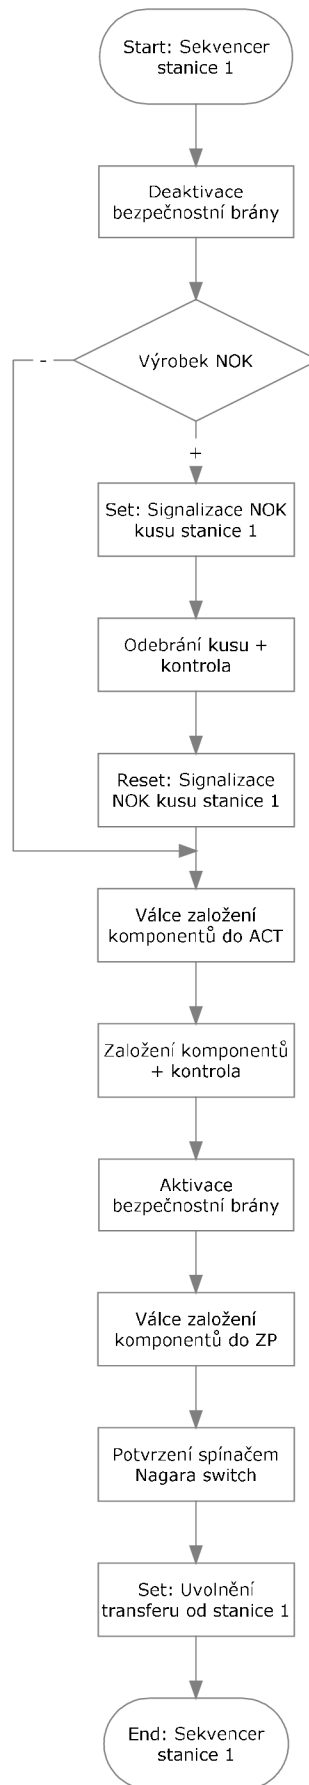 Start: Sekvencer
stanice 1
Deaktivace
bezpečnostní brány
Výrobek NOK
-
+
Set: Signalizace NOK
kusu stanice 1
Odebrání kusu +
kontrola
Reset: Signalizace
NOK kusu stanice 1
Válce založení
komponentů do ACT
Založení komponentů
+ kontrola
Aktivace
bezpečnostní brány
Válce založení
komponentů do ZP
Potvrzení spínačem
Nagara switch
Set: Uvolnění
transferu od stanice 1
End: Sekvencer
stanice 1